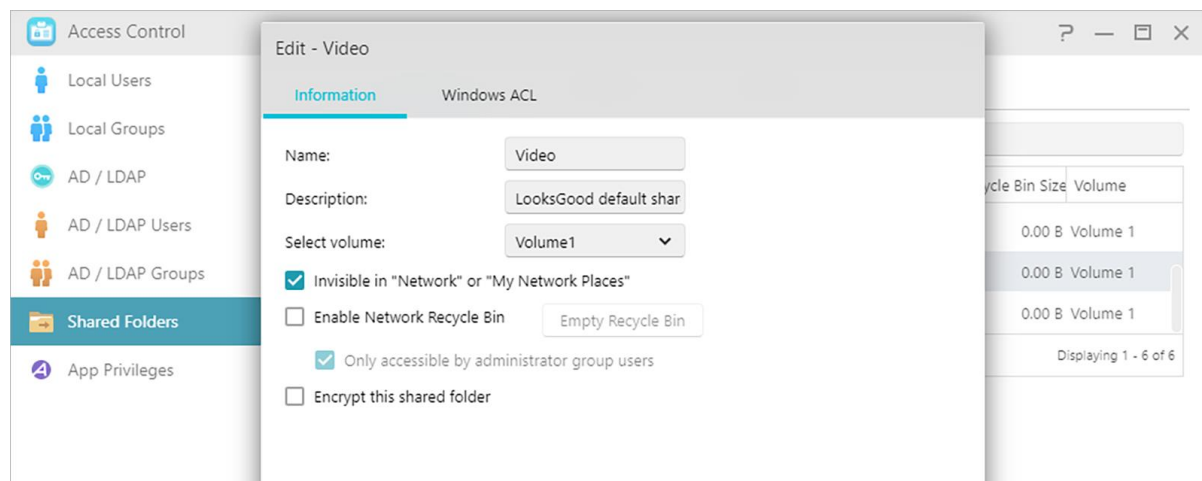 Access Control
Local Users
Local Groups
AD / LDAP
AD / LDAP Users
AD / LDAP Groups
Shared Folders
App Privileges
Edit - Video
Information Windows ACL
Name: Video
Description: LooksGood default shar
Select volume: Volume1
Invisible in "Network" or "My Network Places"
Enable Network Recycle Bin Empty Recycle Bin
Only accessible by administrator group users
Encrypt this shared folder
ycle Bin Size Volume
0.00 B Volume 1
0.00 B Volume 1
0.00 B Volume 1
Displaying 1 - 6 of 6